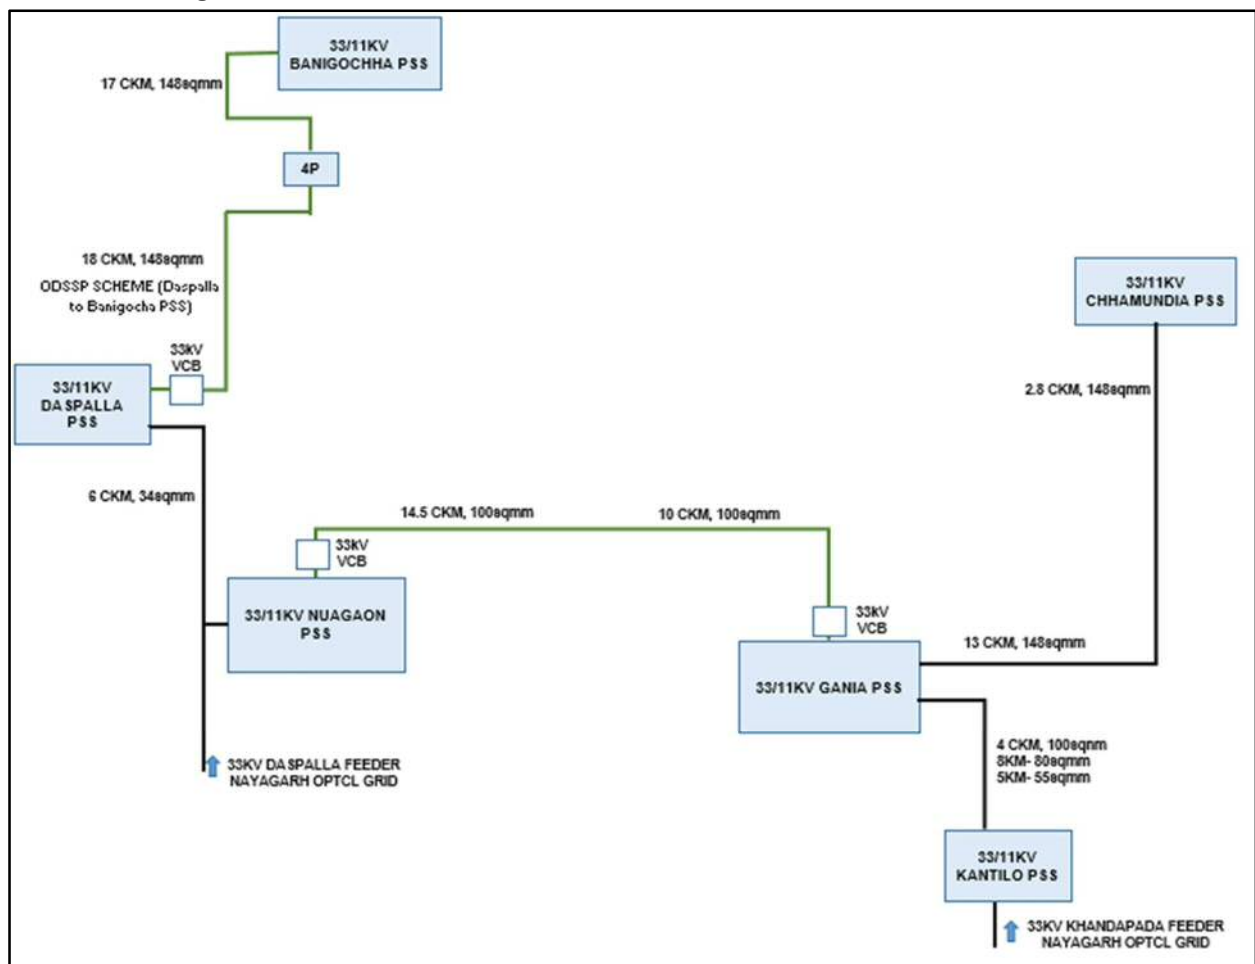 33/11KV
BANIGOCHHA PSS
17 CKM, 148sqmm
4P
18 CKM, 148sqmm
ODSSP SCHEME (Daspalla
to Banigocha PSS)
33/11KV
CHHAMUNDIA PSS
33kV
VCB
33/11KV
DASPALLA
PSS
2.8 CKM, 148sqmm
6 CKM, 34sqmm
14.5 CKM, 100sqmm
10 CKM, 100sqmm
33kV
VCB
33/11KV NUAGAON
PSS
33kV
VCB
13 CKM, 148sqmm
33/11KV GANIA PSS
4 CKM, 100sqnm
8KM- 80sqmm
5KM- 55sqmm
33KV DASPALLA FEEDER
NAYAGARH OPTCL GRID
33/11KV
KANTILO PSS
33KV KHANDAPADA FEEDER
NAYAGARH OPTCL GRID